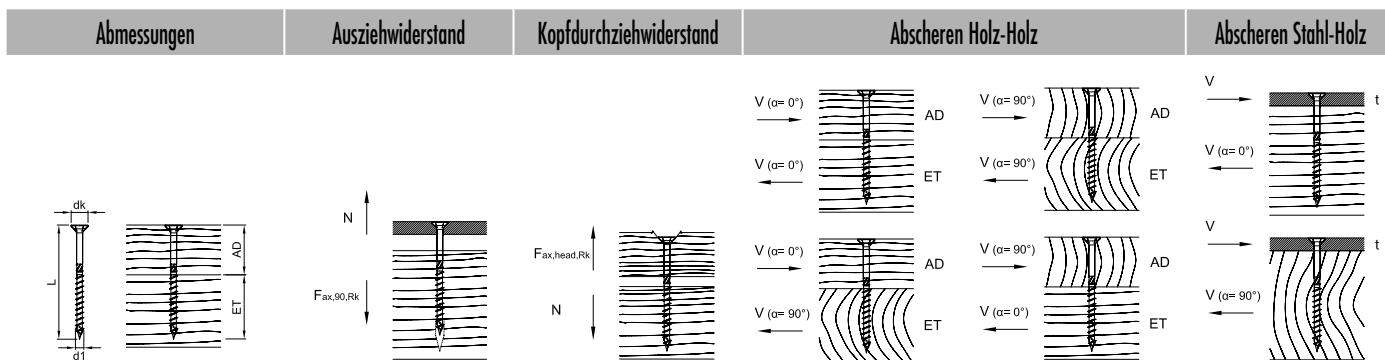 Abmessungen
Ausziehwiderstand
Kopfdurchziehwiderstand
Abscheren Holz-Holz
Abscheren Stahl-Holz
dk
L
d1
AD
ET
N
Fax,90,Rk
Fax,head,Rk
N
V (α= 0°)
V (α= 0°)
AD
ET
V (α= 90°)
V (α= 90°)
AD
ET
V (α= 0°)
V (α= 90°)
AD
ET
V (α= 90°)
V (α= 0°)
AD
ET
V
t
V (α= 0°)
V
t
V (α= 90°)